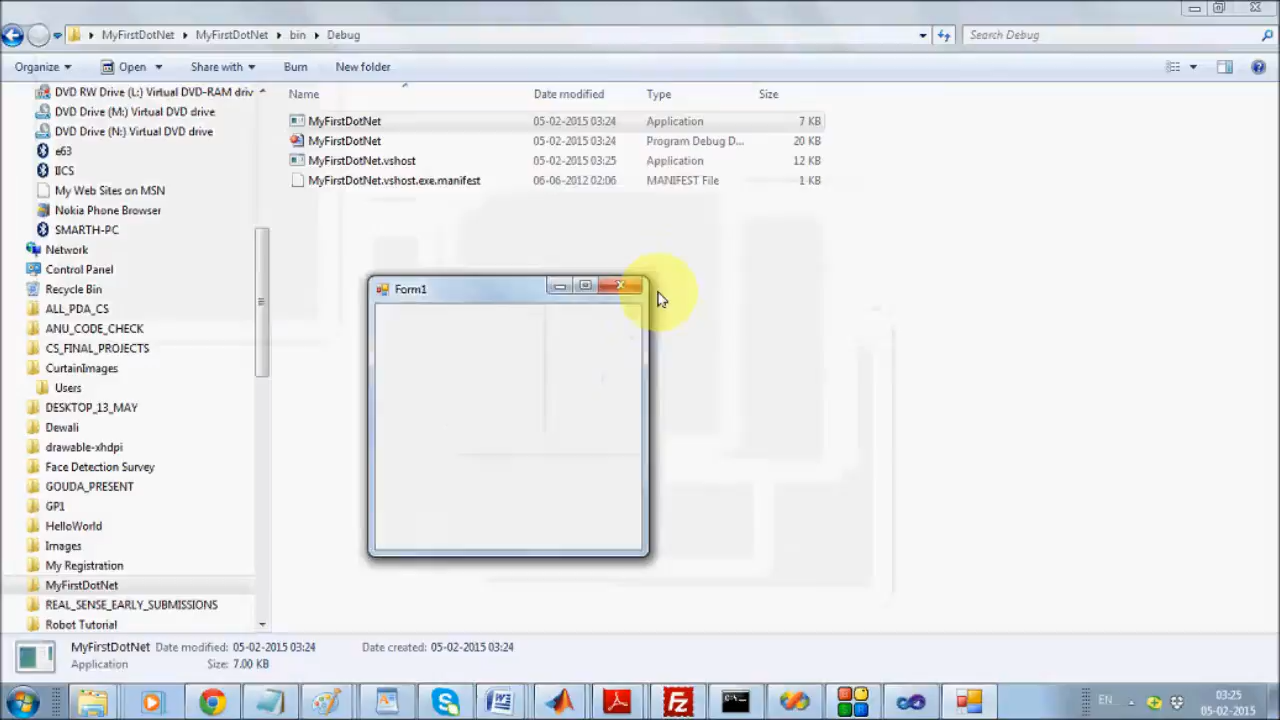 MyFirstDotNet MyFirstDotNet bin Debug Search Debug
Organize Open Share with Burn New folder
Name Date modified Type Size
MyFirstDotNet 05-02-2015 03:24 Application 7 KB
MyFirstDotNet 05-02-2015 03:24 Program Debug D... 20 KB
MyFirstDotNet.vshost 05-02-2015 03:25 Application 12 KB
MyFirstDotNet.vshost.exe.manifest 06-06-2012 02:06 MANIFEST File 1 KB
DVD RW Drive (L:) Virtual DVD-RAM driv
DVD Drive (M:) Virtual DVD drive
DVD Drive (N:) Virtual DVD drive
e63
IICS
My Web Sites on MSN
Nokia Phone Browser
SMARTH-PC
Network
Control Panel
Recycle Bin
ALL_PDA_CS
ANU_CODE_CHECK
CS_FINAL_PROJECTS
CurtainImages
Users
DESKTOP_13_MAY
Dewali
drawable-xhdpi
Face Detection Survey
GOUDA_PRESENT
GP1
HelloWorld
Images
My Registration
MyFirstDotNet
REAL_SENSE_EARLY_SUBMISSIONS
Robot Tutorial
Form1
MyFirstDotNet Date modified: 05-02-2015 03:24 Date created: 05-02-2015 03:24
Application Size: 7.00 KB
EN 03:25
05-02-2015